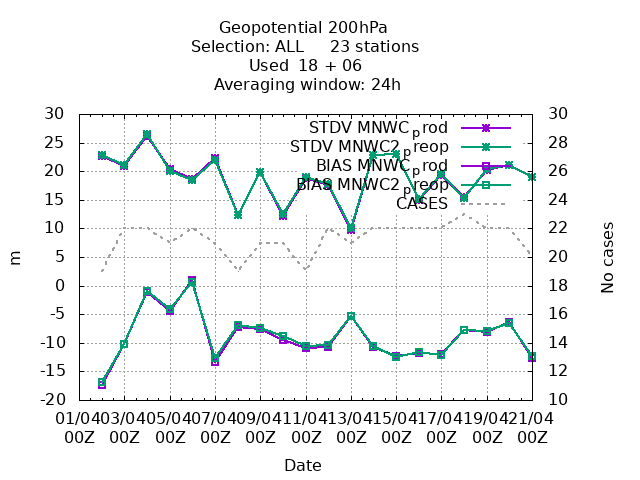 Geopotential 200hPa
Selection: ALL 23 stations
Used 18 + 06
Averaging window: 24h
30 30
25 28
20 26
15 24
10 22
5 20
0 18
-5 16
-10 14
-15 12
-20 10
STDV MNWC_prod
STDV MNWC2_preop
BIAS MNWC_prod
BIAS MNWC2_preop
CASES
m
No cases
01/04 03/04 05/04 07/04 09/04 11/04 13/04 15/04 17/04 19/04 21/04
00Z 00Z 00Z 00Z 00Z 00Z 00Z 00Z 00Z 00Z 00Z
Date